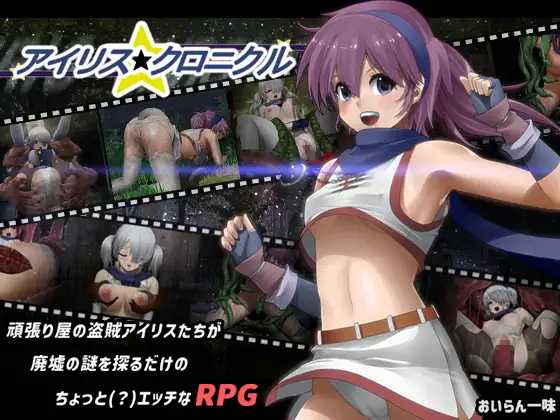 アイリス★クロニクル
頑張り屋の盗賊アイリスたちが
廃墟の謎を探るだけの
ちょっと(?)エッチなRPG
おいらん一味